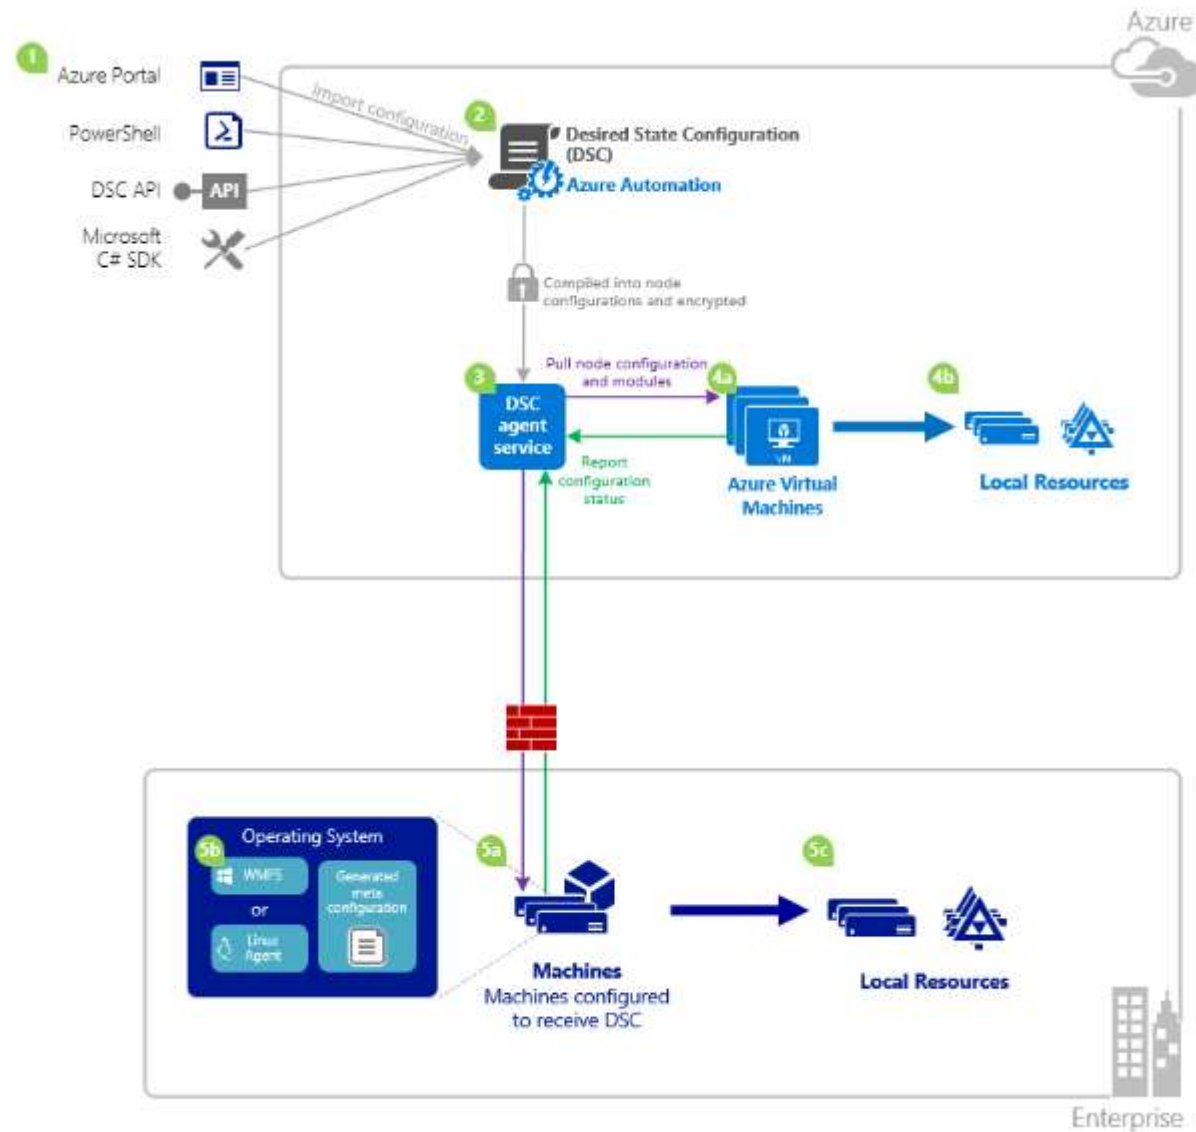 Azure
1
Azure Portal
PowerShell
DSC API
API
Microsoft
C# SDK
Import configuration
2
Desired State Configuration
(DSC)
Azure Automation
Compiled into node
configurations and encrypted
Pull node configuration
and modules
3
DSC
agent
service
4a
VM
Azure Virtual
Machines
4b
Local Resources
Report
configuration
status
Operating System
5b
WMF5
or
Linux
Agent
Generated
meta
configuration
5a
Machines
Machines configured
to receive DSC
5c
Local Resources
Enterprise